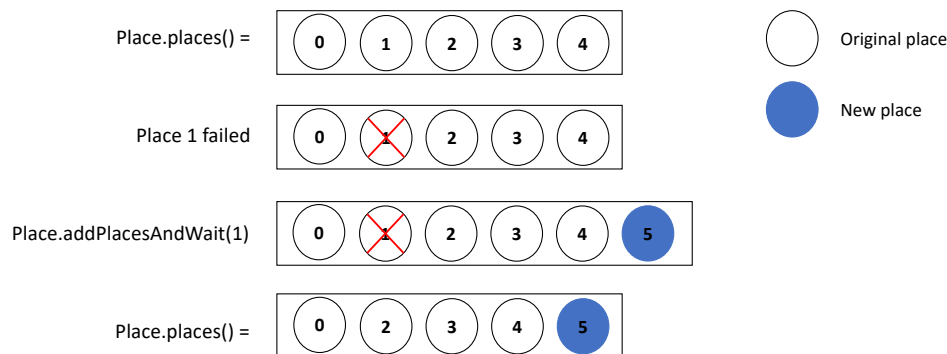 Place.places() = 0 1 2 3 4 Original place
New place
Place 1 failed 0 1 2 3 4
Place.addPlacesAndWait(1) 0 1 2 3 4 5
Place.places() = 0 2 3 4 5